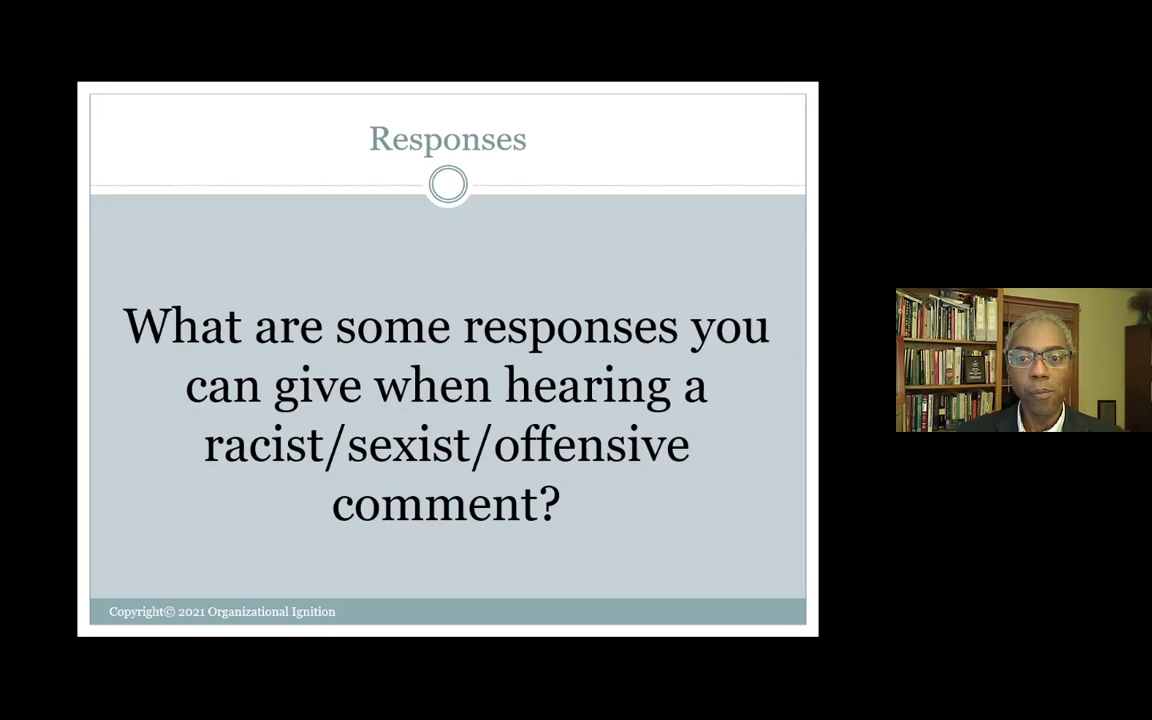 Responses
What are some responses you
can give when hearing a
racist/sexist/offensive
comment?
Copyright© 2021 Organizational Ignition